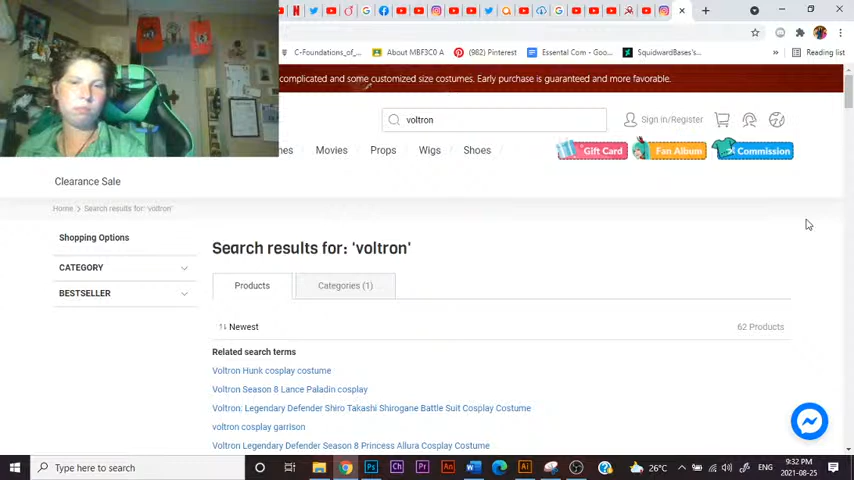 C-Foundations_of_...
About MBF3C0 A
(982) Pinterest
Essental Com - Goo...
SquidwardBases's...
»
Reading list
complicated and some customized size costumes. Early purchase is guaranteed and more favorable.
voltron
Sign in/Register
Movies
Props
Wigs
Shoes
Gift Card
Fan Album
Commission
Clearance Sale
Home > Search results for: 'voltron'
Shopping Options
CATEGORY
BESTSELLER
Search results for: 'voltron'
Products
Categories (1)
Newest
62 Products
Related search terms
Voltron Hunk cosplay costume
Voltron Season 8 Lance Paladin cosplay
Voltron: Legendary Defender Shiro Takashi Shirogane Battle Suit Cosplay Costume
voltron cosplay garrison
Voltron Legendary Defender Season 8 Princess Allura Cosplay Costume
Type here to search
26°C
ENG
9:32 PM
2021-08-25